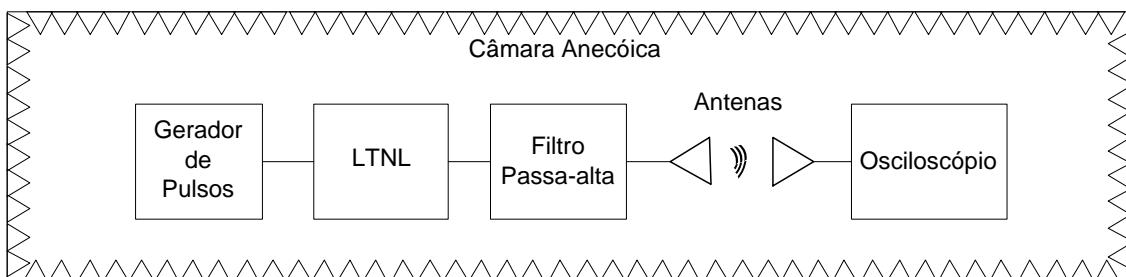 Câmara Anecóica
Gerador
de
Pulsos
LTNL
Filtro
Passa-alta
Antenas
Osciloscópio